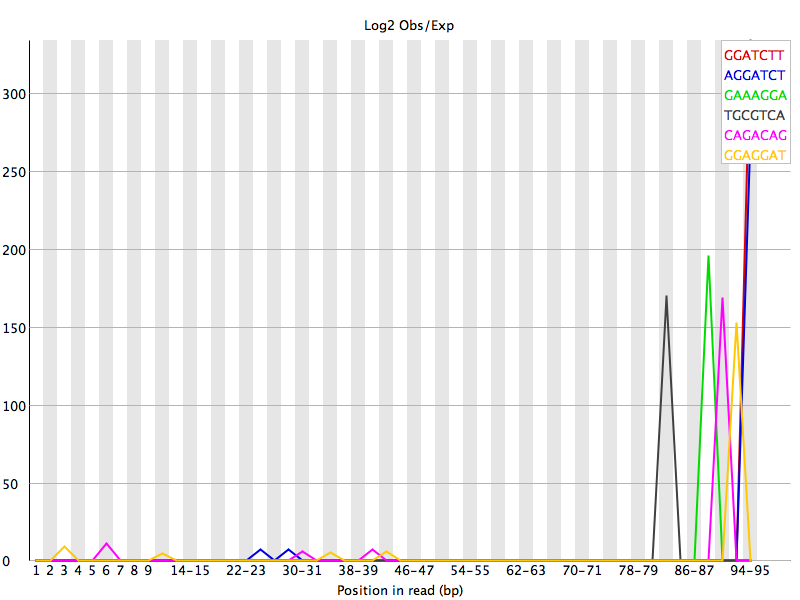 Log2 Obs/Exp
GGATCTT
AGGATCT
GAAAGGA
TGCGTCA
CAGACAG
GGAGGAT
300
250
200
150
100
50
0
1 2 3 4 5 6 7 8 9 14-15 22-23 30-31 38-39 46-47 54-55 62-63 70-71 78-79 86-87 94-95
Position in read (bp)